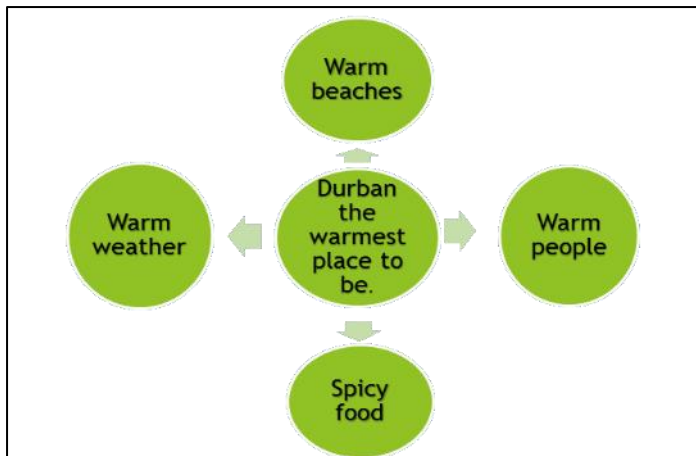 Warm
beaches
Warm
weather
Durban
the
warmest
place to
be.
Warm
people
Spicy
food